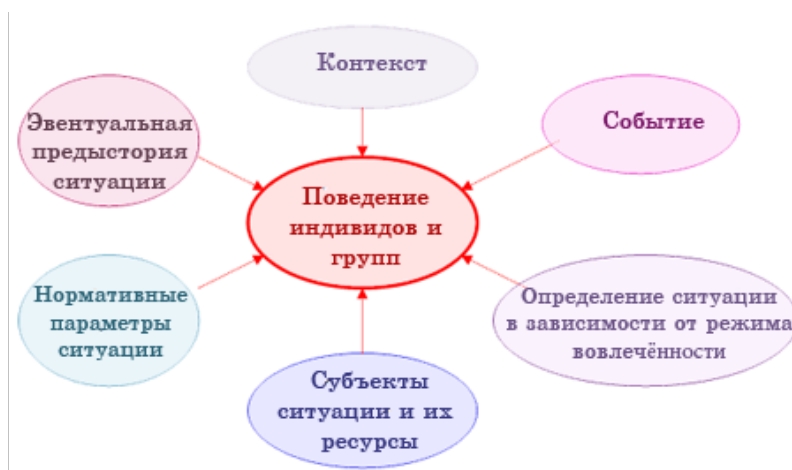 Контекст
Эвентуальная
предыстория
ситуации
Событие
Поведение
индивидов и
групп
Нормативные
параметры
ситуации
Определение ситуации
в зависимости от режима
вовлечённости
Субъекты
ситуации и их
ресурсы